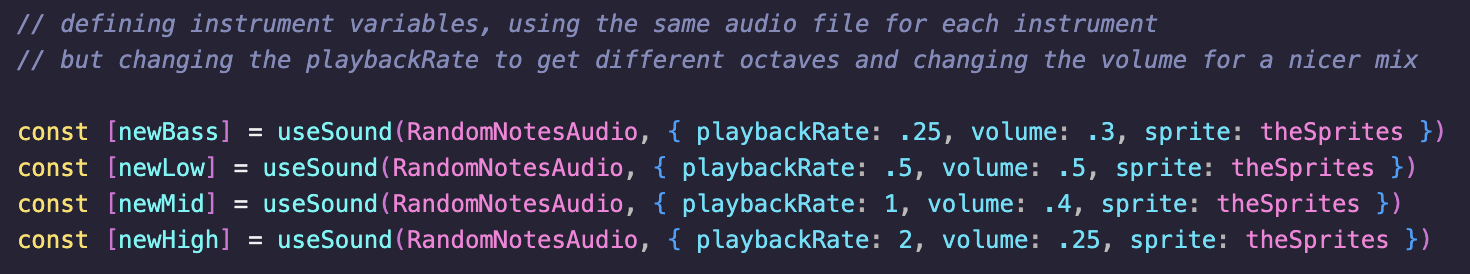 // defining instrument variables, using the same audio file for each instrument
// but changing the playbackRate to get different octaves and changing the volume for a nicer mix
const [newBass] = useSound(RandomNotesAudio, { playbackRate: .25, volume: .3, sprite: theSprites })
const [newLow] = useSound(RandomNotesAudio, { playbackRate: .5, volume: .5, sprite: theSprites })
const [newMid] = useSound(RandomNotesAudio, { playbackRate: 1, volume: .4, sprite: theSprites })
const [newHigh] = useSound(RandomNotesAudio, { playbackRate: 2, volume: .25, sprite: theSprites })